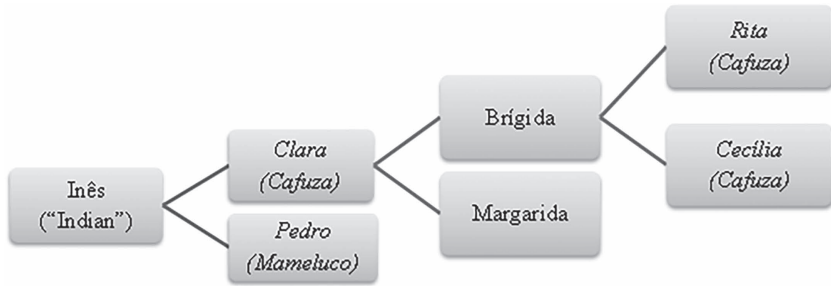 Inês
(“Indian”)
Clara
(Cafuza)
Pedro
(Mameluco)
Brígida
Margarida
Rita
(Cafuza)
Cecília
(Cafuza)